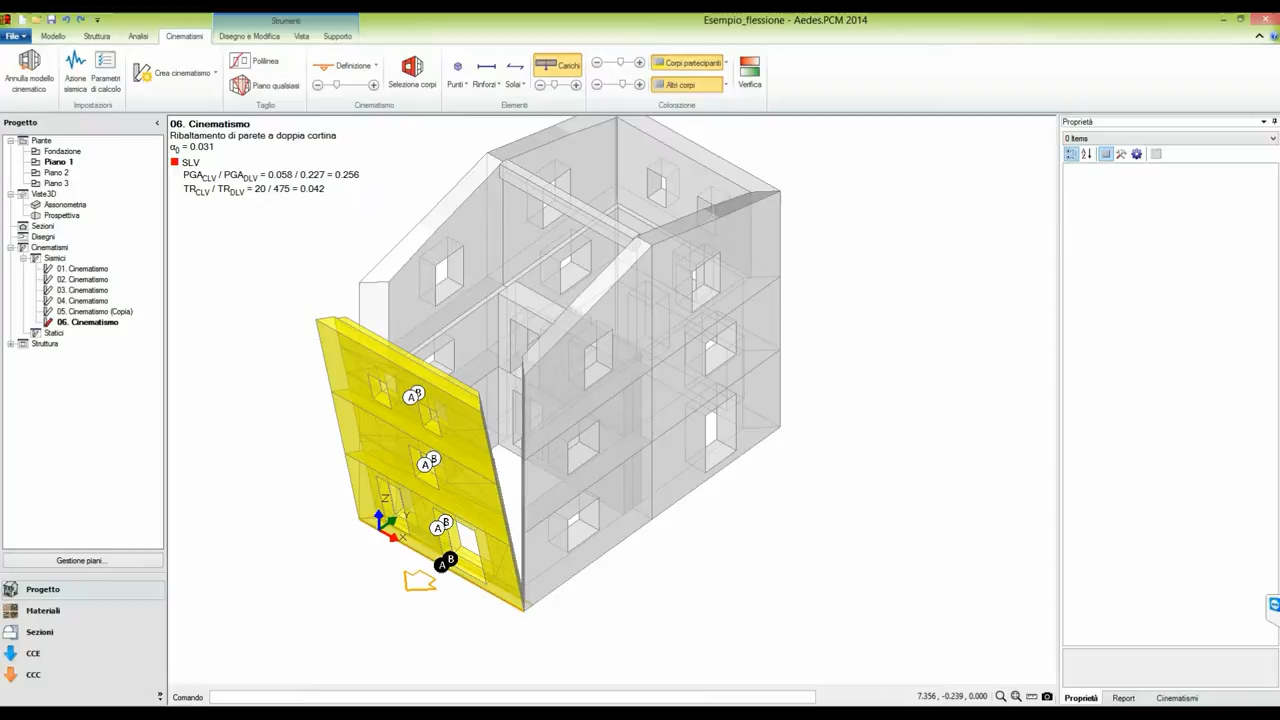 Strumenti
Esempio_flessione - Aedes.PCM 2014
File
Modello
Struttura
Analisi
Cinematismi
Disegno e Modifica
Vista
Supporto
Annulla modello cinematico
Azione sismica
Parametri di calcolo
Impostazioni
Crea cinematismo
Polilinea
Piano qualsiasi
Taglio
Definizione
Cinematismo
Seleziona corpi
Punti
Rinforzi
Solai
Carichi
Elementi
Corpi partecipanti
Altri corpi
Colorazione
Verifica
Progetto
Piante
Fondazione
Piano 1
Piano 2
Piano 3
Viste3D
Assonometria
Prospettiva
Sezioni
Disegni
Cinematismi
Sismici
01. Cinematismo
02. Cinematismo
03. Cinematismo
04. Cinematismo
05. Cinematismo (Copia)
06. Cinematismo
Statici
Struttura
Gestione piani...
Progetto
Materiali
Sezioni
CCE
CCC
06. Cinematismo
Ribaltamento di parete a doppia cortina
α0 = 0.031
SLV
PGACLV / PGADLV = 0.058 / 0.227 = 0.256
TRCLV / TRDLV = 20 / 475 = 0.042
A B
A B
A B
A B
Z
Y
X
Comando
7.356 , -0.239 , 0.000
Proprietà
0 Items
Proprietà
Report
Cinematismi